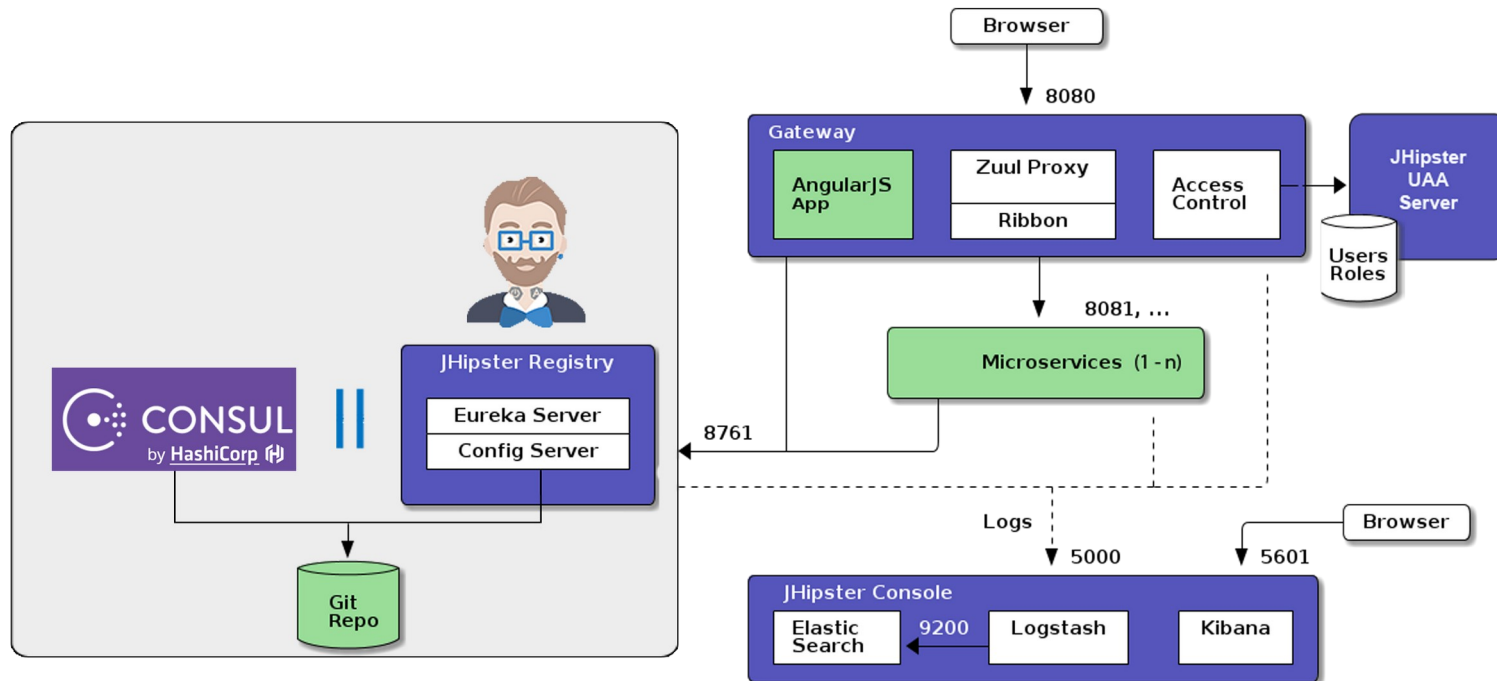 Browser
8080
Gateway
AngularJS
App
Zuul Proxy
Ribbon
Access
Control
JHipster
UAA
Server
Users
Roles
8081, ...
Microservices (1 - n)
JHipster Registry
Eureka Server
Config Server
CONSUL
by HashiCorp
8761
Git
Repo
Logs
5000
Browser
5601
JHipster Console
Elastic
Search
9200
Logstash
Kibana